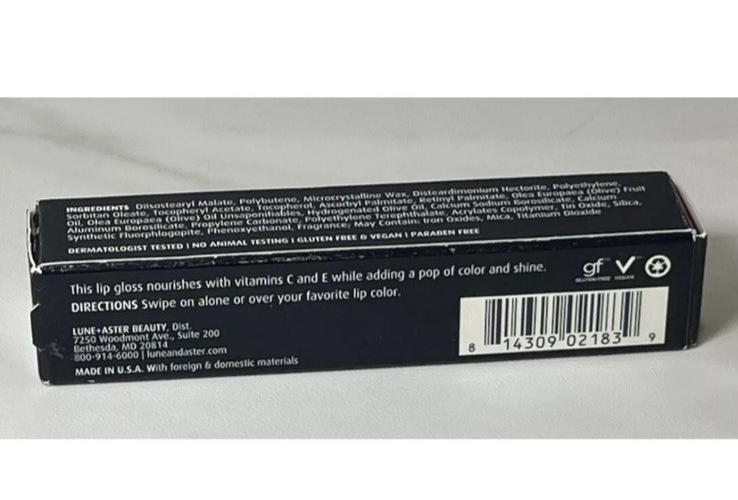 INGREDIENTS Diisostearyl Malate, Polybutene, Microcrystalline Wax, Disteardimonium Hectorite, Polyethylene,
Sorbitan Oleate, Tocopheryl Acetate, Tocopherol, Ascorbyl Palmitate, Retinyl Palmitate, Olea Europaea (Olive) Fruit
Oil, Olea Europaea (Olive) Oil Unsaponifiables, Hydrogenated Olive Oil, Calcium Sodium Borosilicate, Calcium
Aluminum Borosilicate, Propylene Carbonate, Polyethylene Terephthalate, Acrylates Copolymer, Tin Oxide, Silica,
Synthetic Fluorphlogopite, Phenoxyethanol, Fragrance; May Contain: Iron Oxides, Mica, Titanium Dioxide
DERMATOLOGIST TESTED | NO ANIMAL TESTING | GLUTEN FREE & VEGAN | PARABEN FREE
This lip gloss nourishes with vitamins C and E while adding a pop of color and shine.
DIRECTIONS Swipe on alone or over your favorite lip color.
gf V
GLUTEN-FREE VEGAN
LUNE+ASTER BEAUTY, Dist.
7250 Woodmont Ave., Suite 200
Bethesda, MD 20814
800-914-6000 | luneandaster.com
MADE IN U.S.A. With foreign & domestic materials
8 14309 02183 9